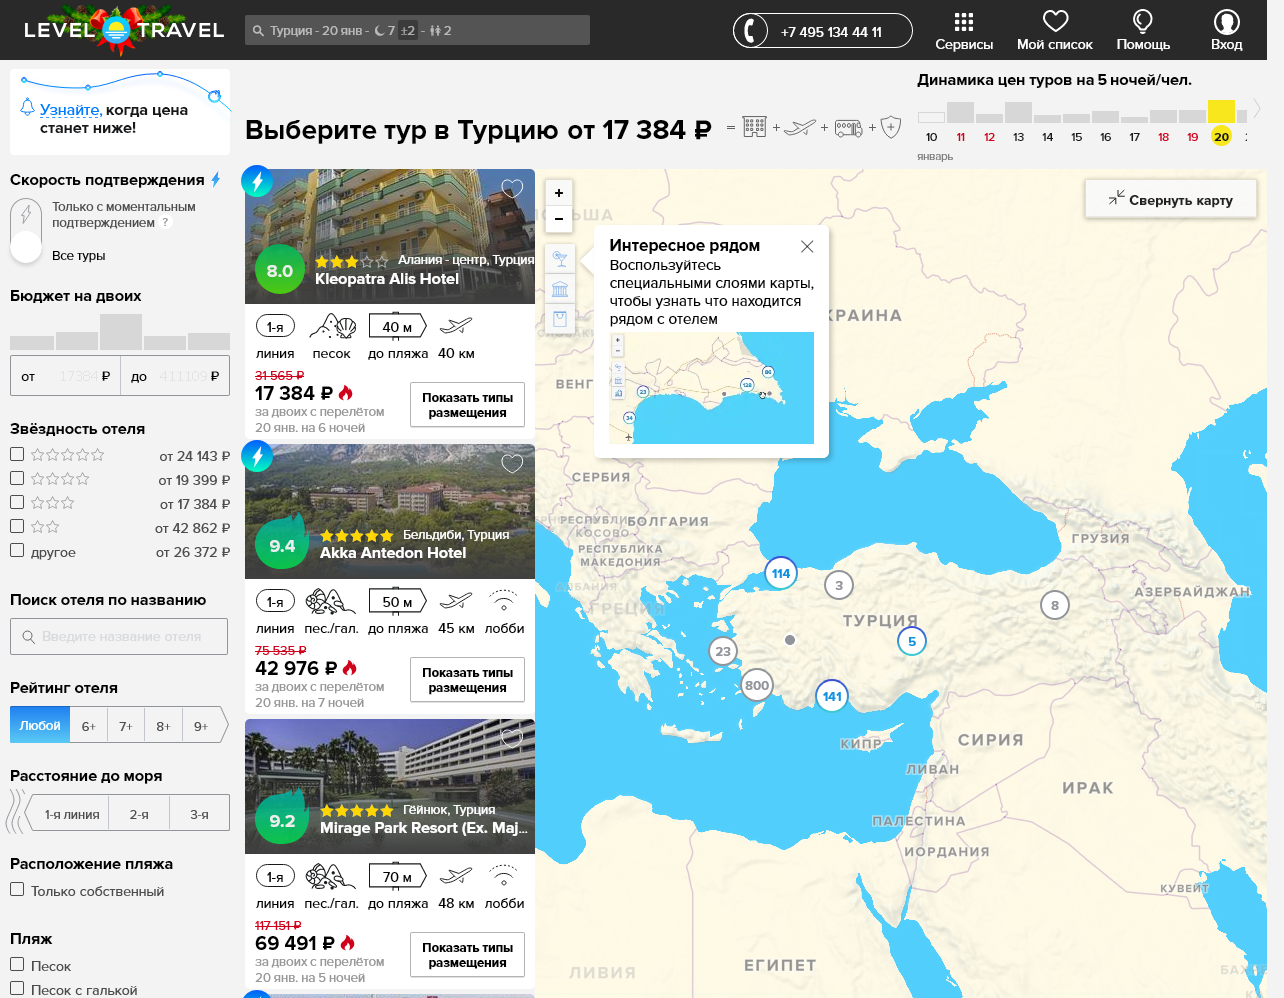 LEVEL TRAVEL
Турция - 20 янв - 7 ±2 - 2
+7 495 134 44 11
Сервисы
Мой список
Помощь
Вход
Узнайте, когда цена
станет ниже!
Выберите тур в Турцию от 17 384 ₽
= + + +
Динамика цен туров на 5 ночей/чел.
10 11 12 13 14 15 16 17 18 19 20
январь
Скорость подтверждения
Только с моментальным
подтверждением ?
Все туры
Бюджет на двоих
от 17384 ₽ до 411109 ₽
Звёздность отеля
от 24 143 ₽
от 19 399 ₽
от 17 384 ₽
от 42 862 ₽
другое от 26 372 ₽
Поиск отеля по названию
Введите название отеля
Рейтинг отеля
Любой 6+ 7+ 8+ 9+
Расстояние до моря
1-я линия 2-я 3-я
Расположение пляжа
Только собственный
Пляж
Песок
Песок с галькой
8.0
Алания - центр, Турция
Kleopatra Alis Hotel
1-я 40 м
линия песок до пляжа 40 км
31 565 ₽
17 384 ₽
за двоих с перелётом
20 янв. на 6 ночей
Показать типы
размещения
9.4
Бельдиби, Турция
Akka Antedon Hotel
1-я 50 м
линия пес./гал. до пляжа 45 км лобби
75 535 ₽
42 976 ₽
за двоих с перелётом
20 янв. на 7 ночей
Показать типы
размещения
9.2
Гёйнюк, Турция
Mirage Park Resort (Ex. Maj...
1-я 70 м
линия пес./гал. до пляжа 48 км лобби
117 151 ₽
69 491 ₽
за двоих с перелётом
20 янв. на 5 ночей
Показать типы
размещения
+
−
Свернуть карту
Интересное рядом
Воспользуйтесь
специальными слоями карты,
чтобы узнать что находится
рядом с отелем
+
−
86
128
23
34
ЬША
КРАИНА
ВЕНГ
СЕРБИЯ
РЕСПУБЛИ
КОСОВО
БОЛГАРИЯ
РЕСПУБЛИКА
МАКЕДОНИЯ
АЛБАНИЯ
ГРЕЦИЯ
ГРУЗИЯ
АЗЕРБАЙДЖАН
ТУРЦИЯ
114
3
8
5
23
800
141
КИПР
СИРИЯ
ЛИВАН
ИРАК
ПАЛЕСТИНА
ИОРДАНИЯ
КУВЕЙТ
ЕГИПЕТ
ЛИВИЯ